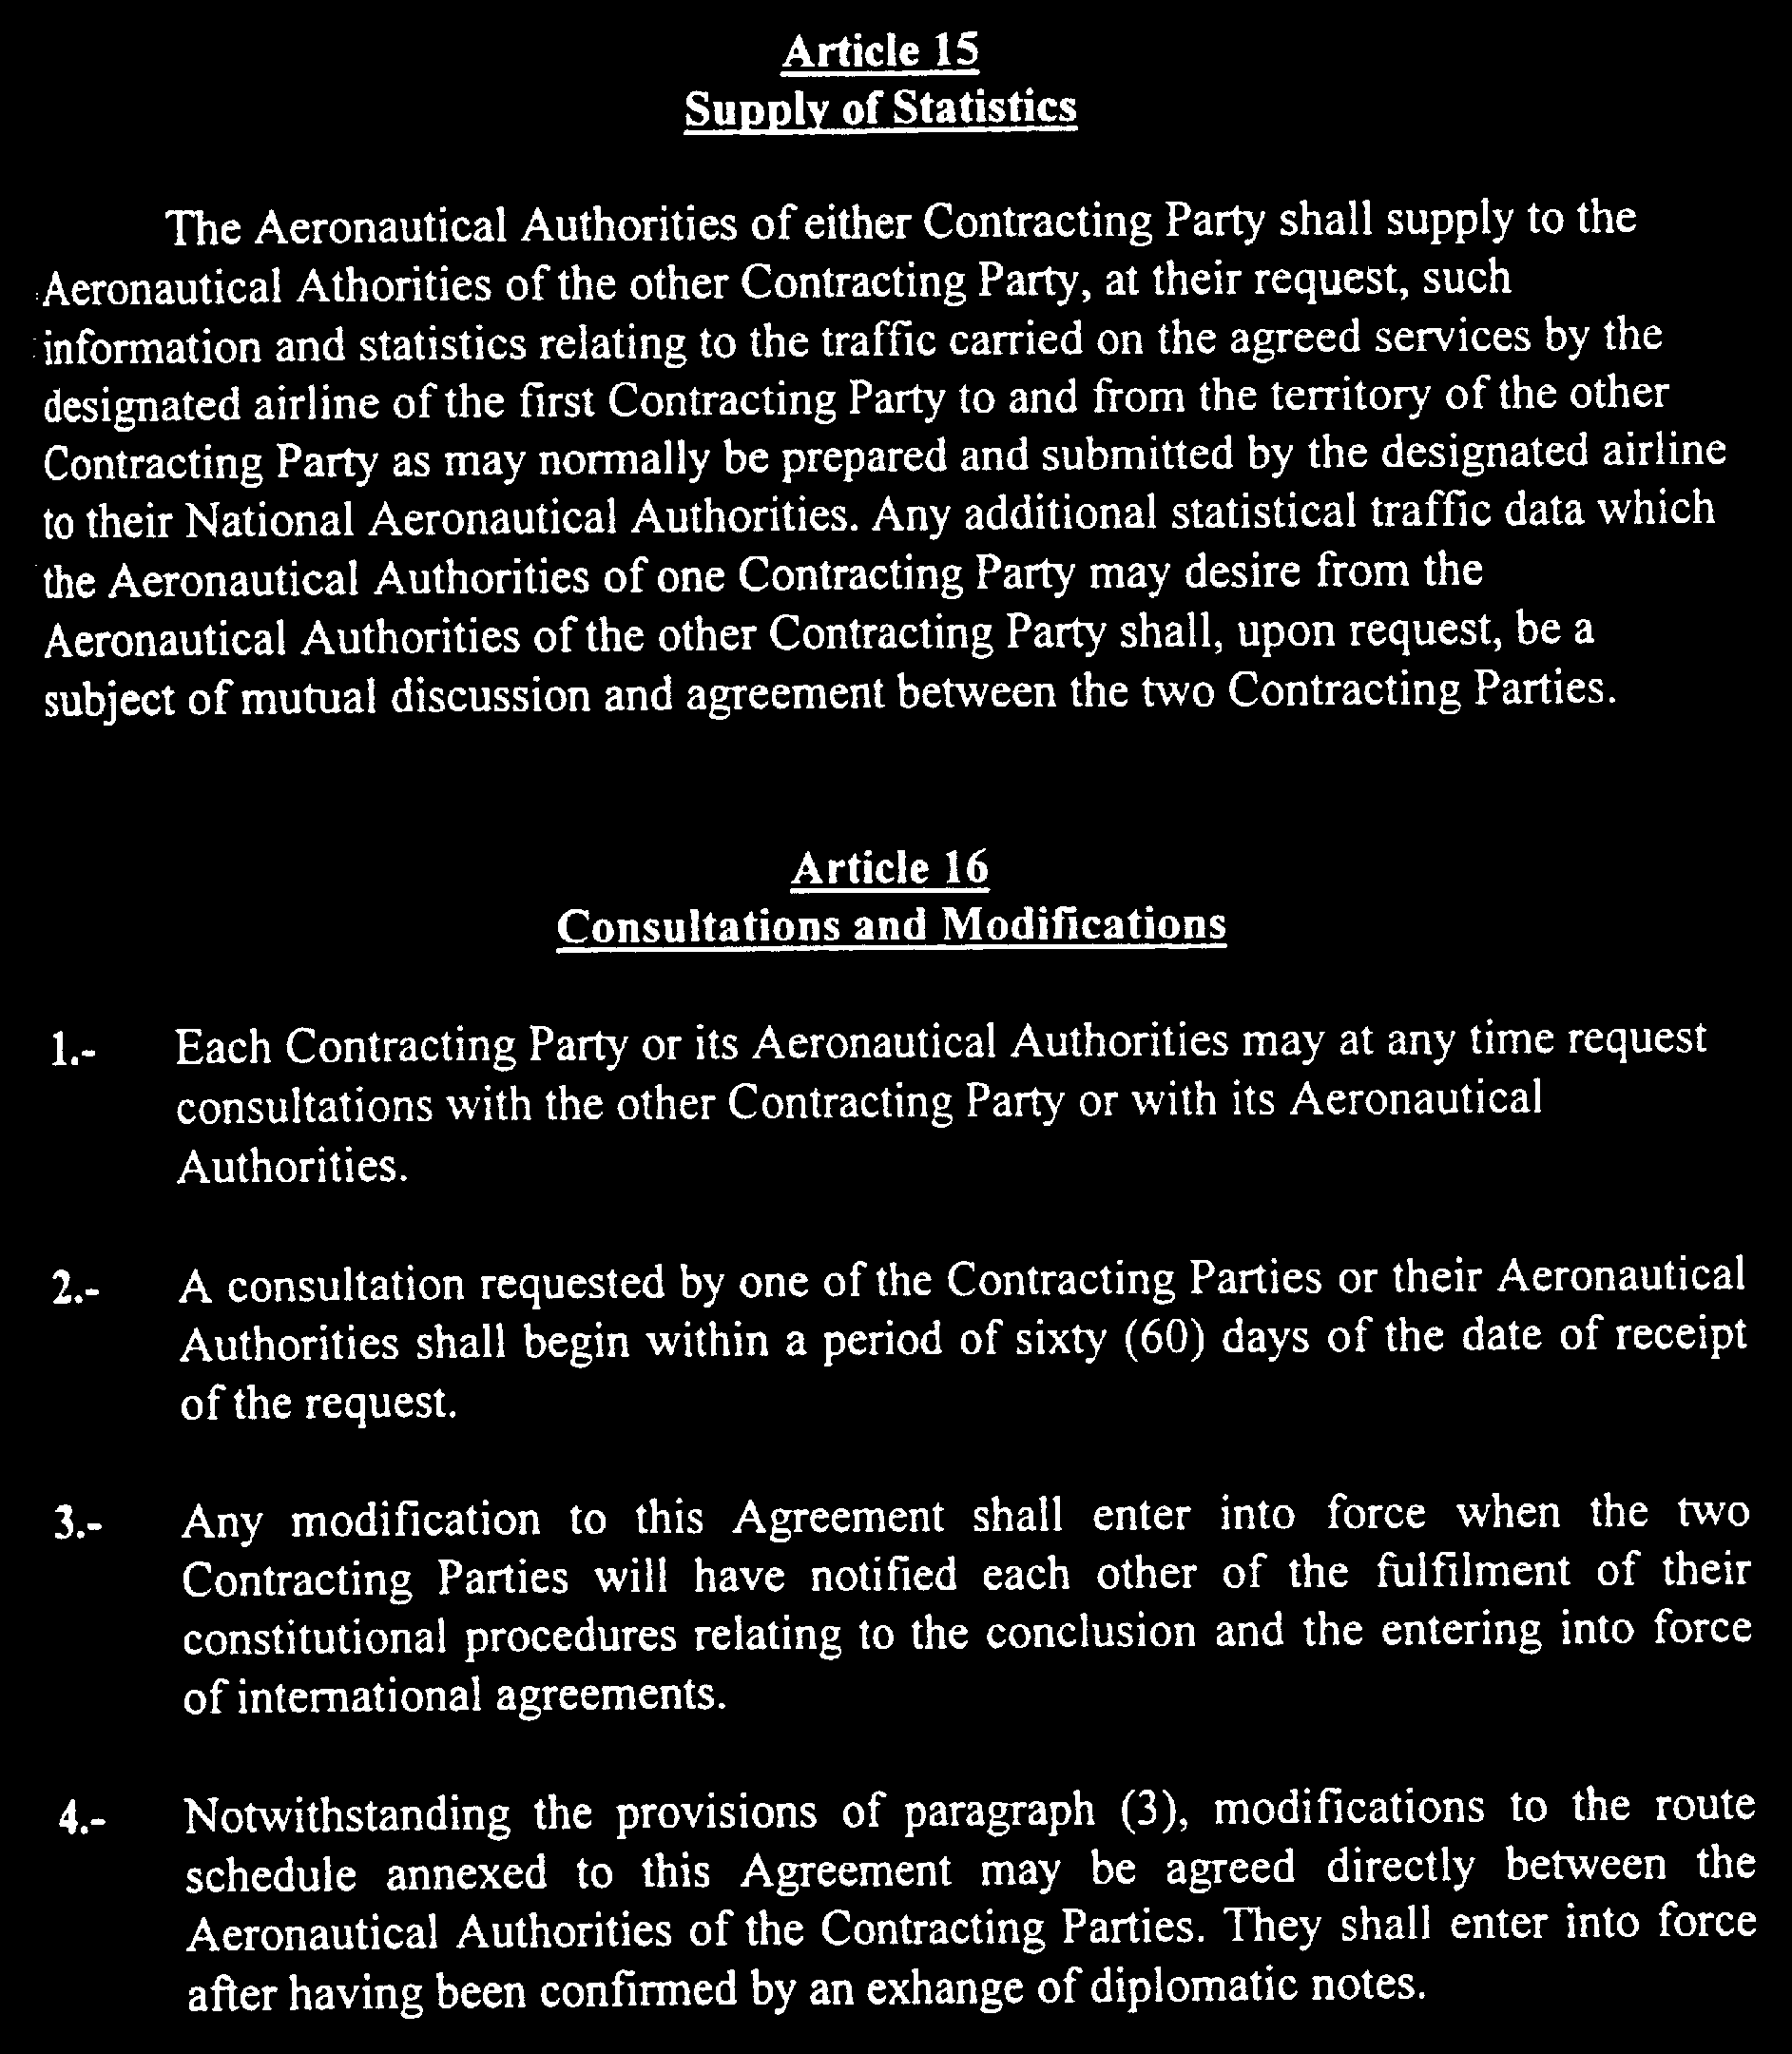 Article 15
Supply of Statistics
The Aeronautical Authorities of either Contracting Party shall supply to the
Aeronautical Athorities of the other Contracting Party, at their request, such
information and statistics relating to the traffic carried on the agreed services by the
designated airline of the first Contracting Party to and from the territory of the other
Contracting Party as may normally be prepared and submitted by the designated airline
to their National Aeronautical Authorities. Any additional statistical traffic data which
the Aeronautical Authorities of one Contracting Party may desire from the
Aeronautical Authorities of the other Contracting Party shall, upon request, be a
subject of mutual discussion and agreement between the two Contracting Parties.
Article 16
Consultations and Modifications
1.- Each Contracting Party or its Aeronautical Authorities may at any time request
consultations with the other Contracting Party or with its Aeronautical
Authorities.
2.- A consultation requested by one of the Contracting Parties or their Aeronautical
Authorities shall begin within a period of sixty (60) days of the date of receipt
of the request.
3.- Any modification to this Agreement shall enter into force when the two
Contracting Parties will have notified each other of the fulfilment of their
constitutional procedures relating to the conclusion and the entering into force
of international agreements.
4.- Notwithstanding the provisions of paragraph (3), modifications to the route
schedule annexed to this Agreement may be agreed directly between the
Aeronautical Authorities of the Contracting Parties. They shall enter into force
after having been confirmed by an exhange of diplomatic notes.